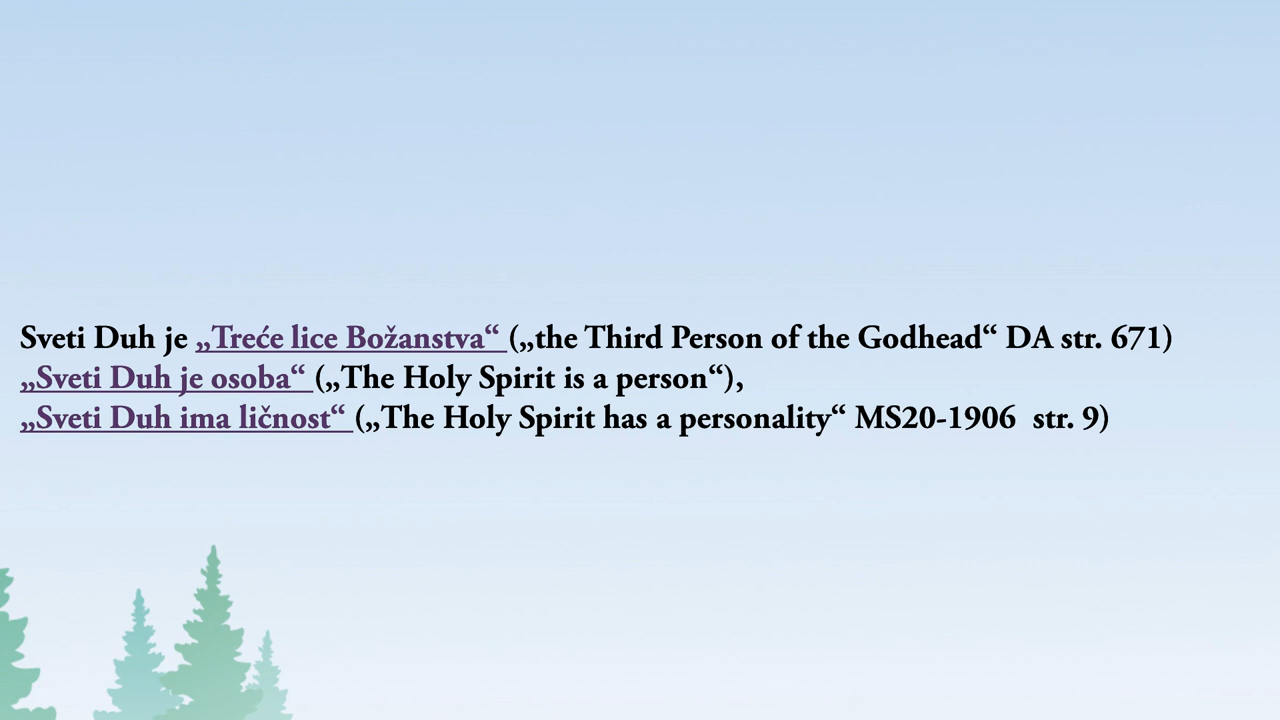 Sveti Duh je „Treće lice Božanstva“ („the Third Person of the Godhead“ DA str. 671)
„Sveti Duh je osoba“ („The Holy Spirit is a person“),
„Sveti Duh ima ličnost“ („The Holy Spirit has a personality“ MS20-1906  str. 9)